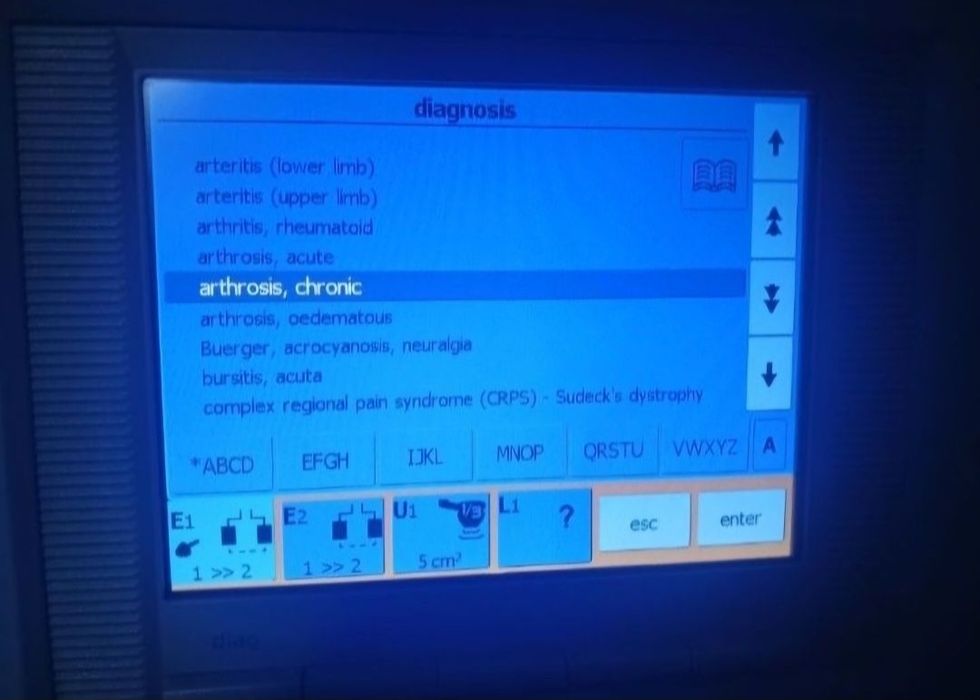 diagnosis
arteritis (lower limb)
arteritis (upper limb)
arthritis, rheumatoid
arthrosis, acute
arthrosis, chronic
arthrosis, oedematous
Buerger, acrocyanosis, neuralgia
bursitis, acuta
complex regional pain syndrome (CRPS) - Sudeck's dystrophy
*ABCD EFGH IJKL MNOP QRSTU VWXYZ A
E1 E2 U1 L1 ? esc enter
1 >> 2 1 >> 2 5 cm²
diag